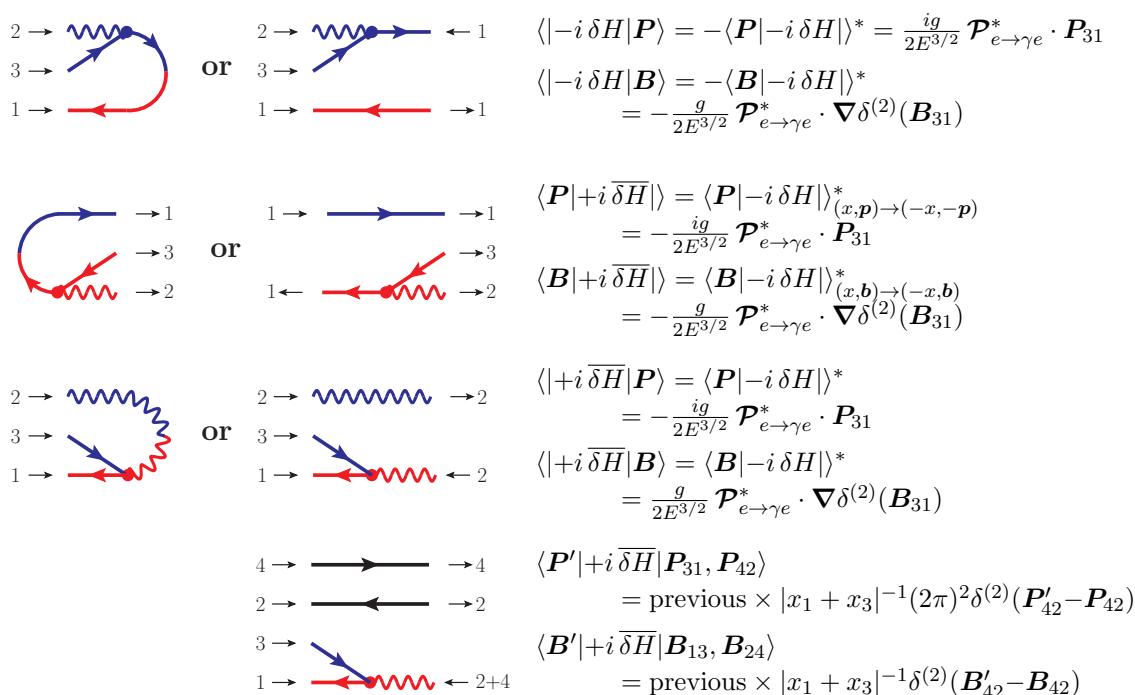 2 → or ← 1
3 → 3 →
1 → 1 → → 1
⟨|−i δH|P⟩ = −⟨P|−i δH|⟩* = ig/2E^{3/2} 𝓟*_{e→γe} · P_{31}
⟨|−i δH|B⟩ = −⟨B|−i δH|⟩*
= −g/2E^{3/2} 𝓟*_{e→γe} · ∇δ^{(2)}(B_{31})
→ 1 or 1 → → 1
→ 3 → 3
→ 2 1 ← → 2
⟨P|+i \overline{δH}|⟩ = ⟨P|−i δH|⟩*_{(x,p)→(−x,−p)}
= −ig/2E^{3/2} 𝓟*_{e→γe} · P_{31}
⟨B|+i \overline{δH}|⟩ = ⟨B|−i δH|⟩*_{(x,b)→(−x,b)}
= −g/2E^{3/2} 𝓟*_{e→γe} · ∇δ^{(2)}(B_{31})
2 → or 2 → → 2
3 → 3 →
1 → 1 → ← 2
⟨|+i \overline{δH}|P⟩ = ⟨P|−i δH|⟩*
= −ig/2E^{3/2} 𝓟*_{e→γe} · P_{31}
⟨|+i \overline{δH}|B⟩ = ⟨B|−i δH|⟩*
= g/2E^{3/2} 𝓟*_{e→γe} · ∇δ^{(2)}(B_{31})
4 → → 4
2 → → 2
3 →
1 → ← 2+4
⟨P′|+i \overline{δH}|P_{31}, P_{42}⟩
= previous × |x_1 + x_3|^{−1}(2π)^2δ^{(2)}(P′_{42}−P_{42})
⟨B′|+i \overline{δH}|B_{13}, B_{24}⟩
= previous × |x_1 + x_3|^{−1}δ^{(2)}(B′_{42}−B_{42})